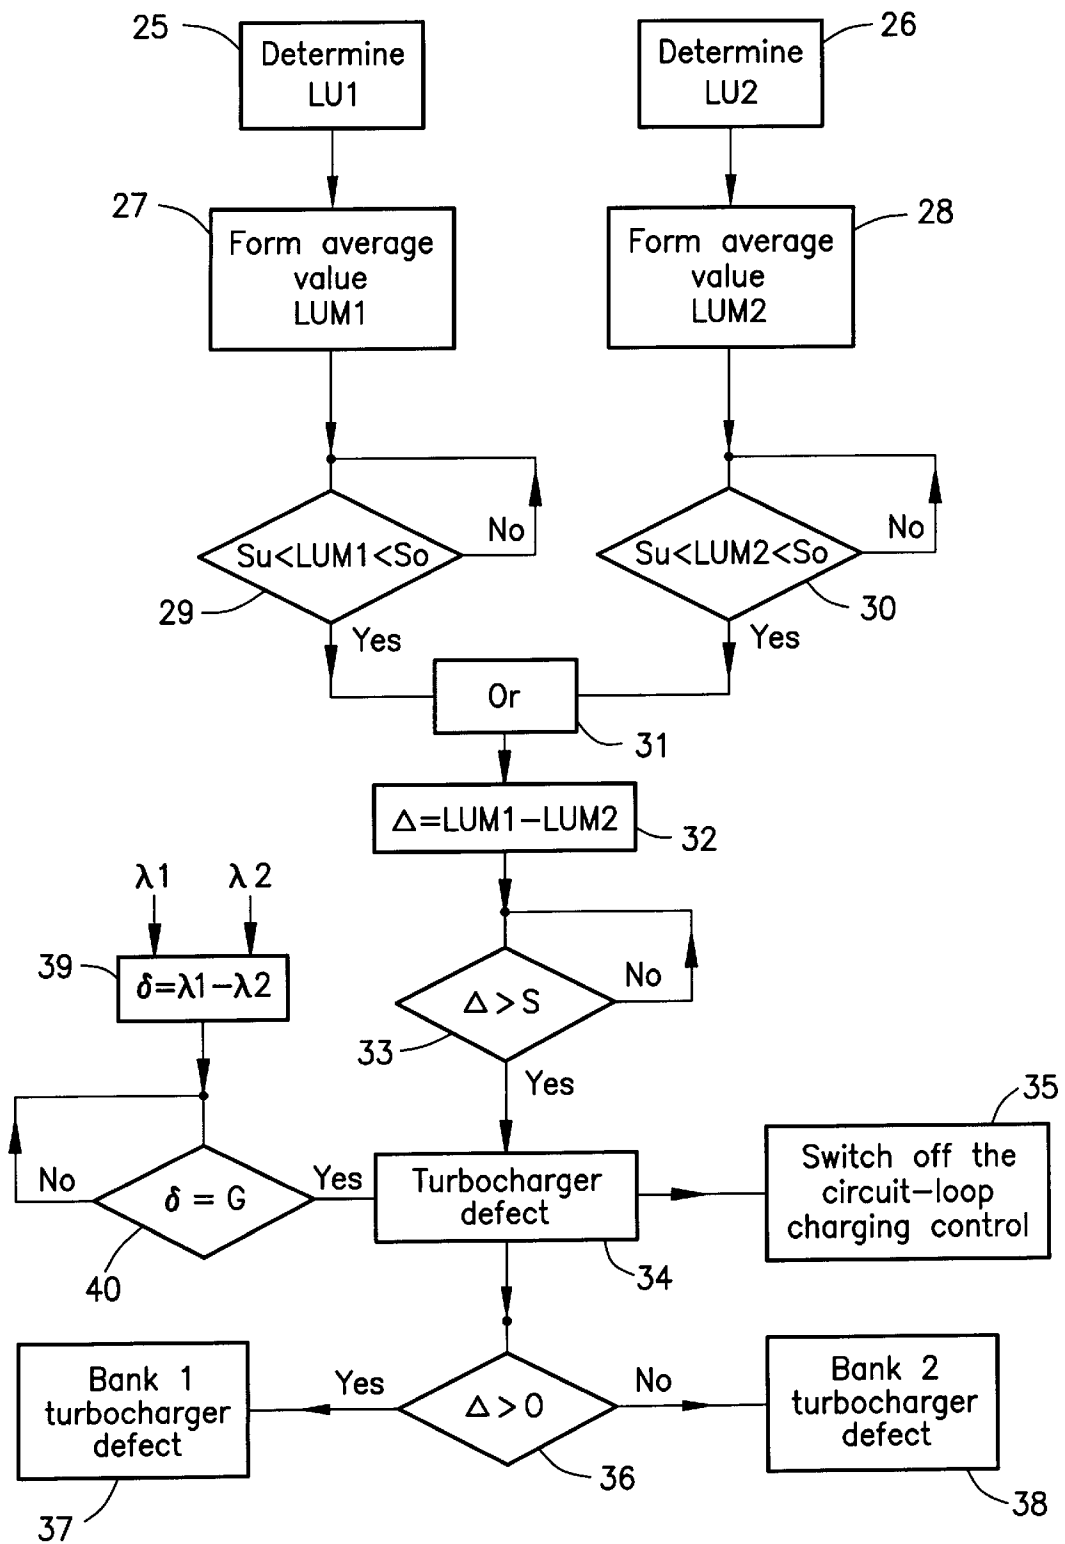 25
Determine
LU1
26
Determine
LU2
27
Form average
value
LUM1
28
Form average
value
LUM2
Su<LUM1<So
No
29
Yes
Su<LUM2<So
No
30
Yes
Or
31
Δ=LUM1-LUM2
32
λ1
λ2
39
δ=λ1-λ2
Δ>S
No
33
Yes
δ=G
No
Yes
40
Turbocharger
defect
34
35
Switch off the
circuit-loop
charging control
Δ>0
Yes
No
36
Bank 1
turbocharger
defect
37
Bank 2
turbocharger
defect
38